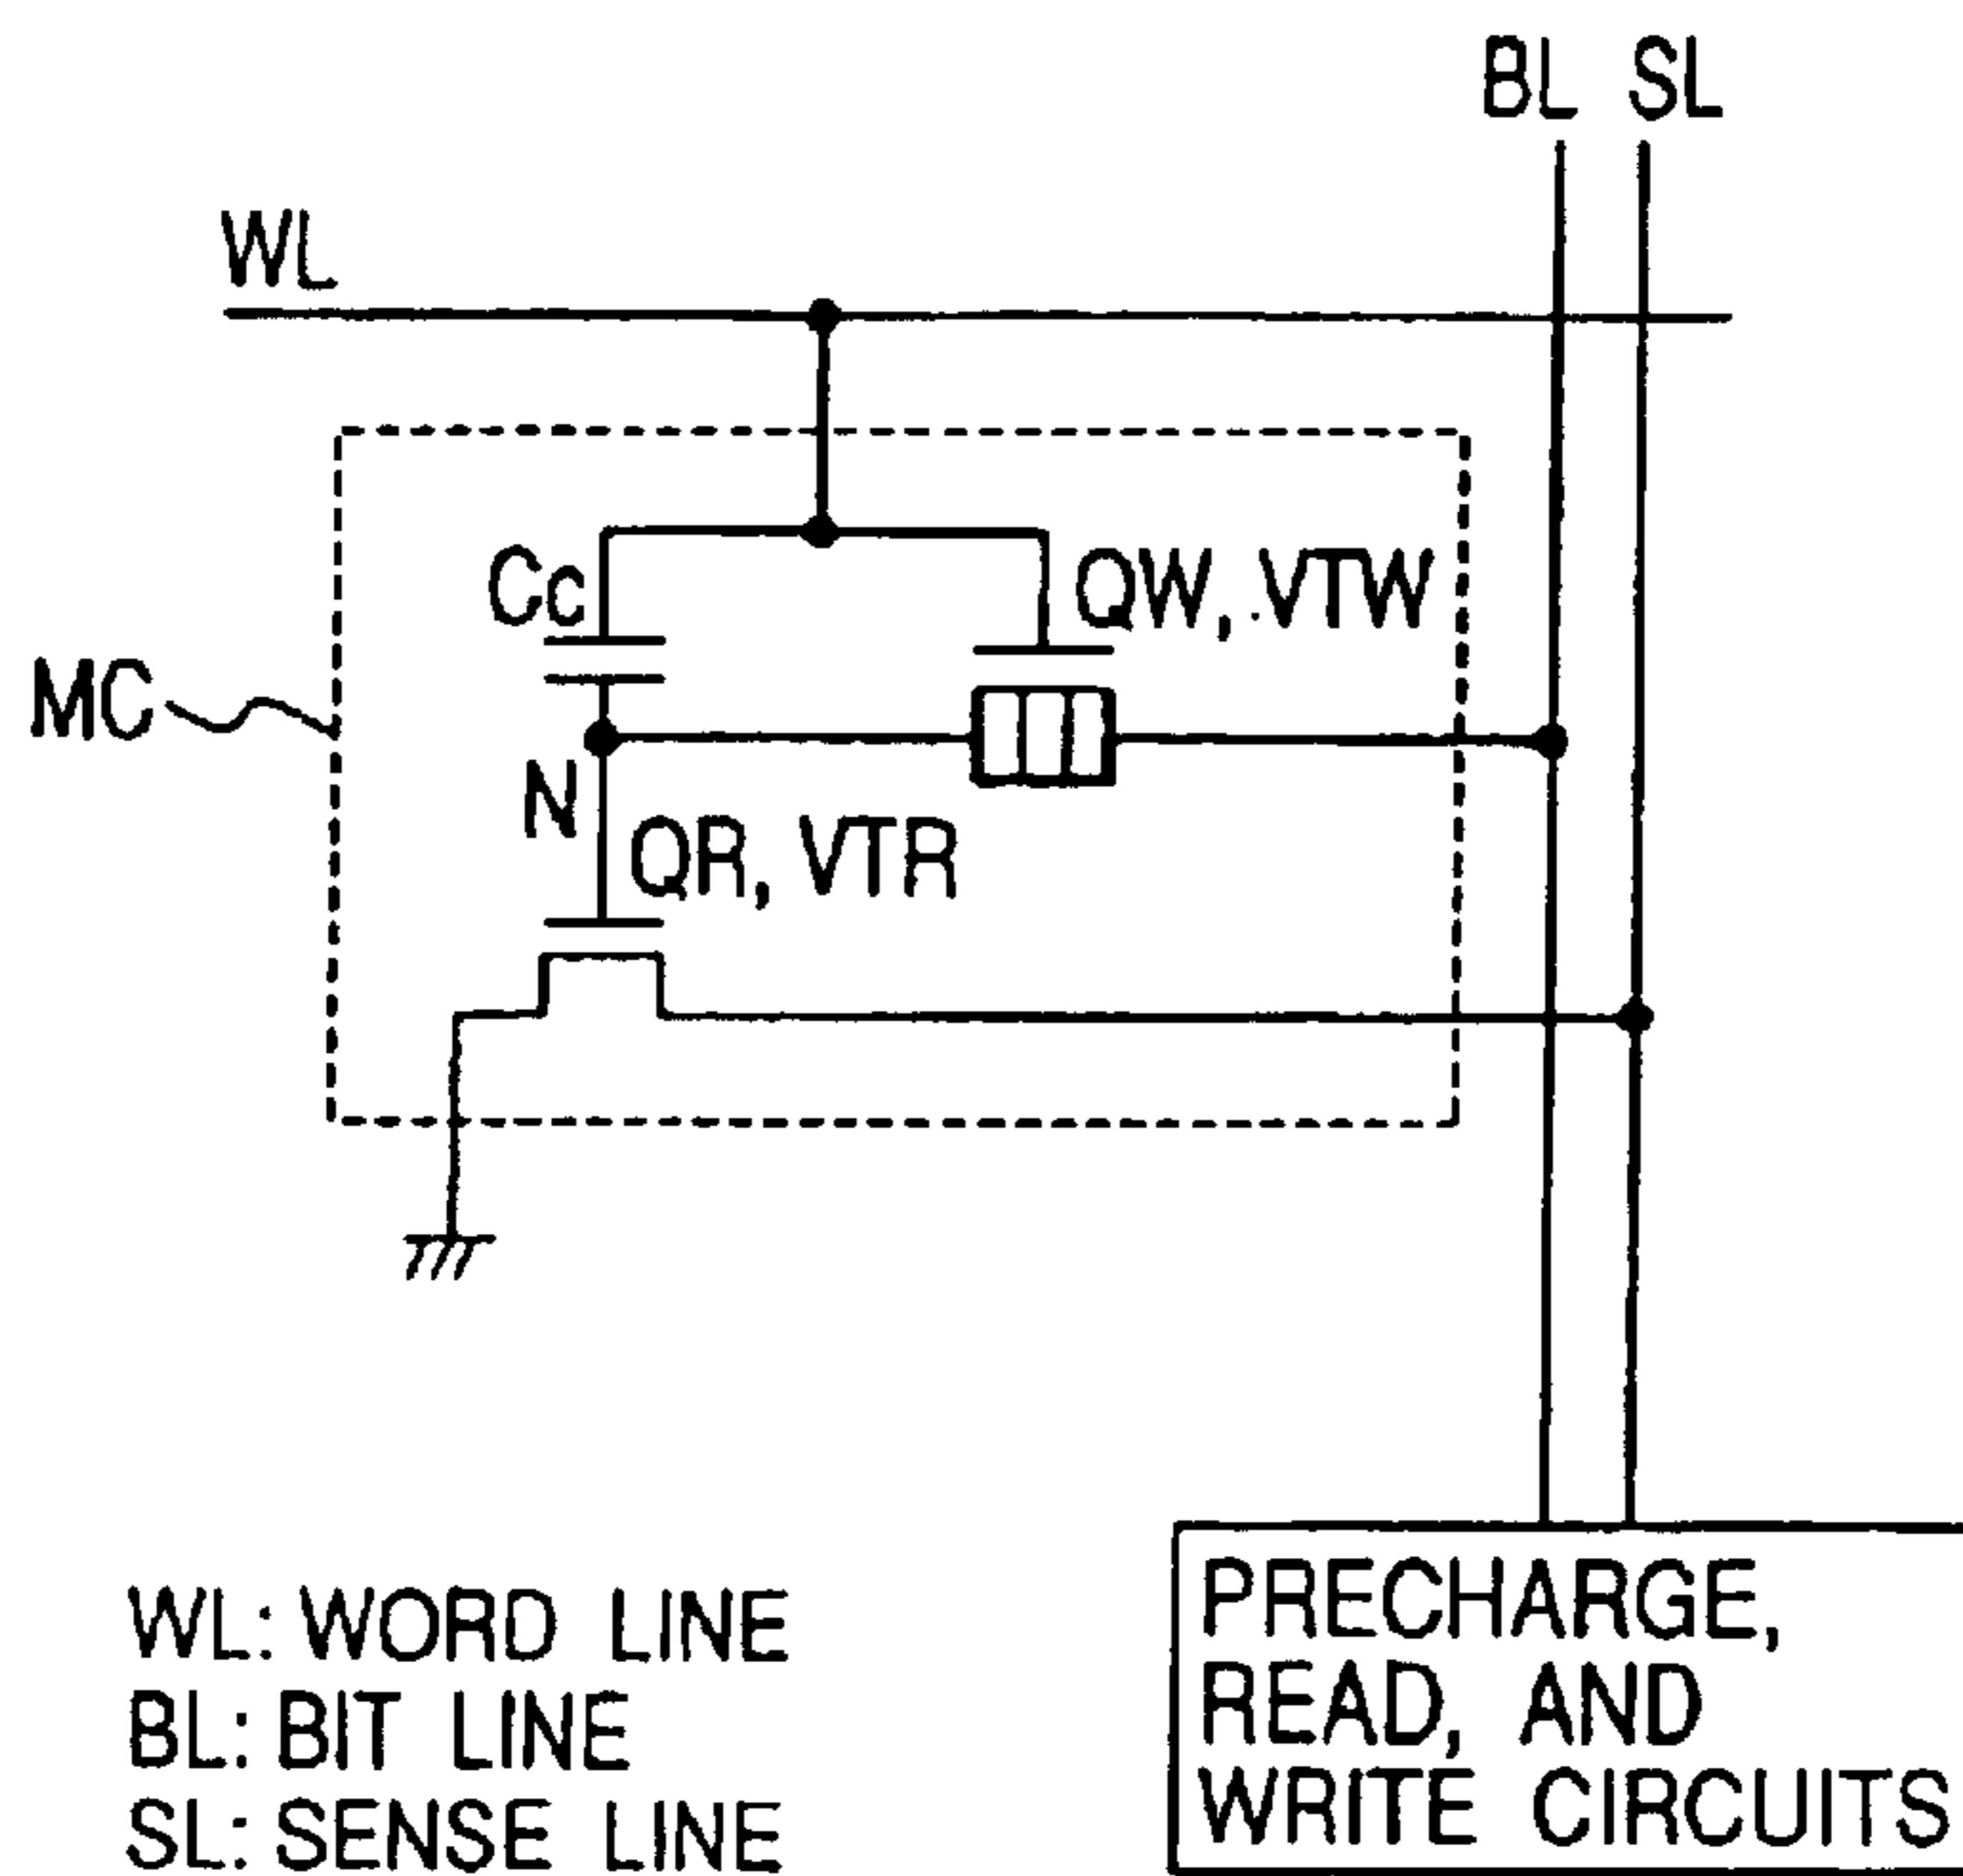 BL SL
WL
Cc
QW, VTW
MC
N
QR, VTR
WL: WORD LINE
BL: BIT LINE
SL: SENSE LINE
PRECHARGE,
READ, AND
WRITE CIRCUITS